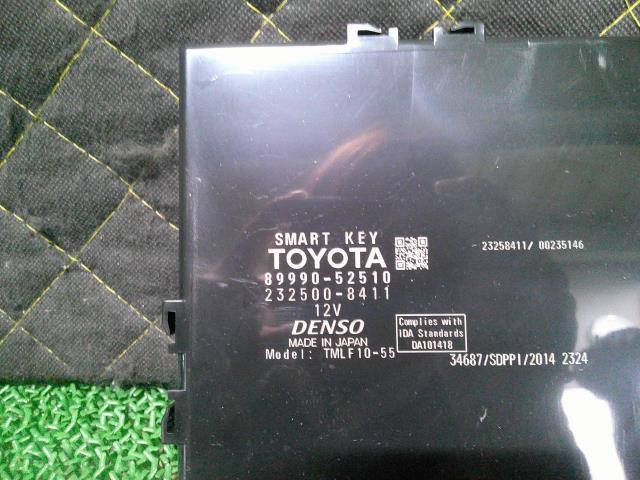 SMART KEY
TOYOTA
89990-52510
232500-8411
12V
DENSO
MADE IN JAPAN
Model: TMLF10-55
23258411/ 00235146
Complies with
IDA Standards
DA101418
34687/SDPPI/2014 2324